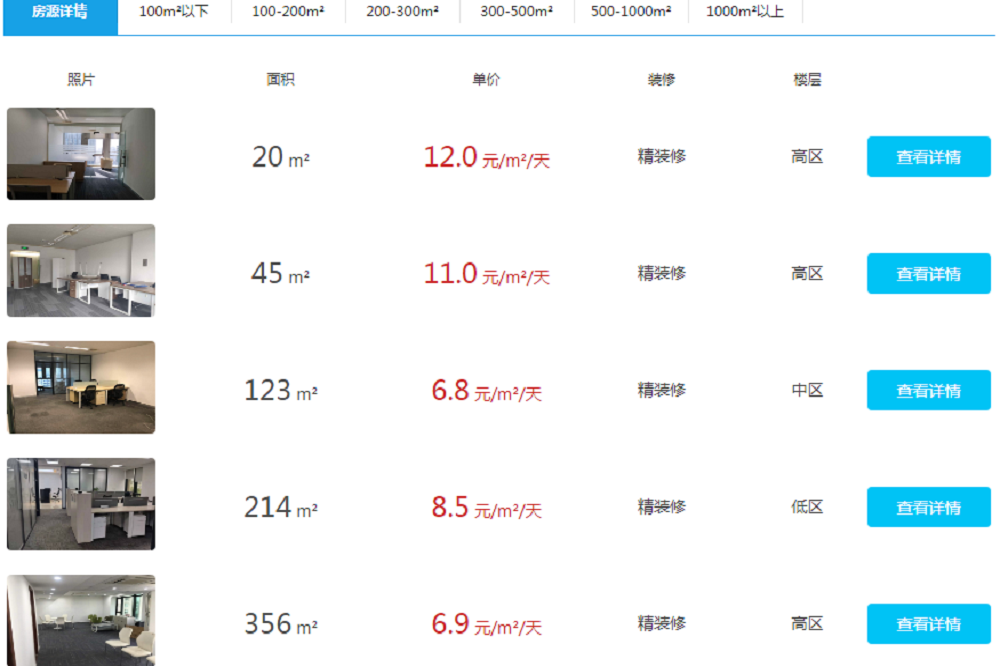 房源详情 100m²以下 100-200m² 200-300m² 300-500m² 500-1000m² 1000m²以上
照片 面积 单价 装修 楼层
20 m² 12.0 元/m²/天 精装修 高区 查看详情
45 m² 11.0 元/m²/天 精装修 高区 查看详情
123 m² 6.8 元/m²/天 精装修 中区 查看详情
214 m² 8.5 元/m²/天 精装修 低区 查看详情
356 m² 6.9 元/m²/天 精装修 高区 查看详情